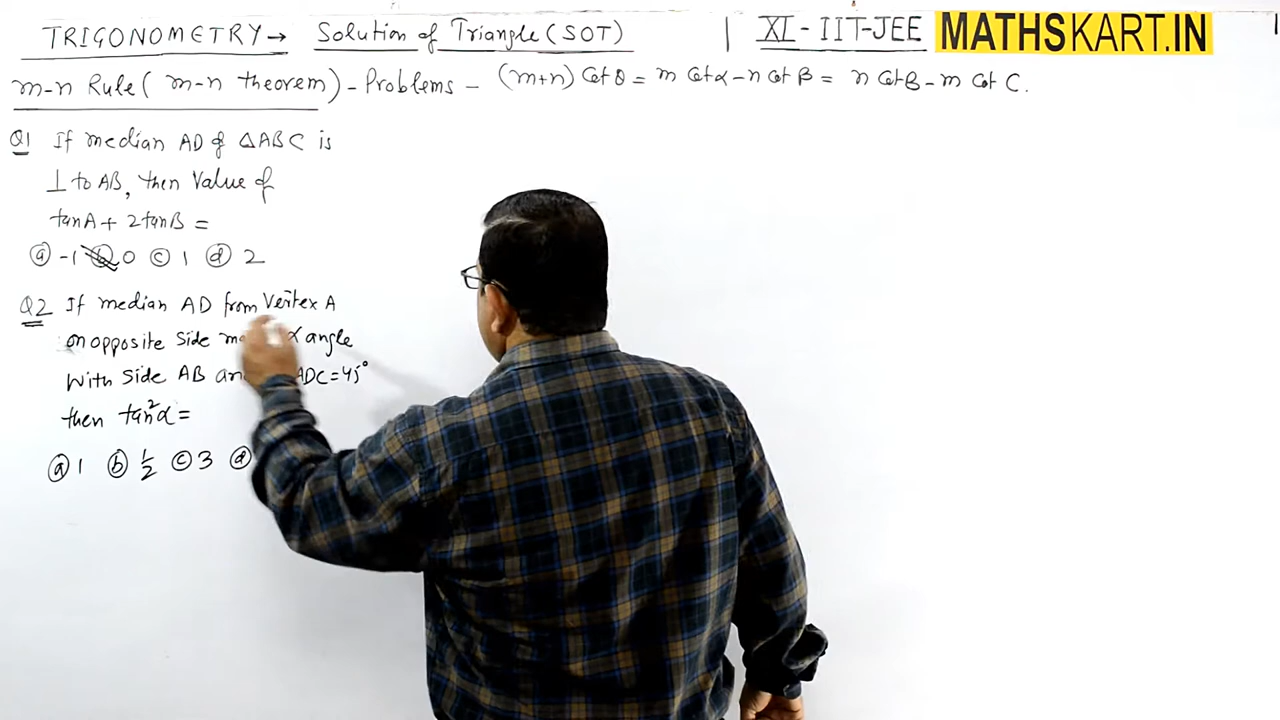 TRIGONOMETRY → Solution of Triangle (SOT) | XI - IIT-JEE MATHSKART.IN
m-n Rule ( m-n theorem) - Problems - (m+n) Cot θ = m Cot α - n Cot β = n Cot B - m Cot C.
Q1 If median AD of △ABC is
⊥ to AB, then Value of
tanA + 2tanB =
ⓐ -1 ⓑ 0 ⓒ 1 ⓓ 2
Q2 If median AD from Vertex A
on opposite Side α angle
With Side AB ADC=45°
then tan²α=
ⓐ 1 ⓑ 1/2 ⓒ 3 ⓓ